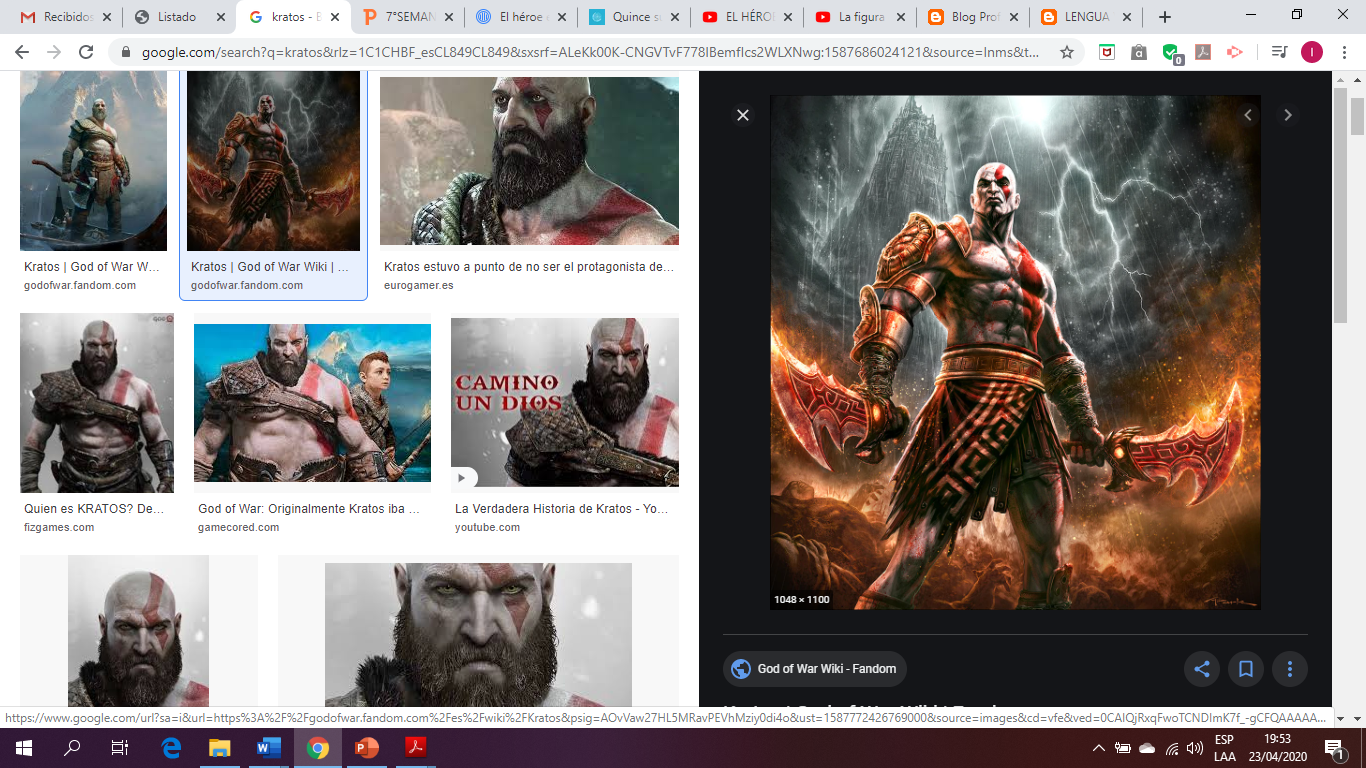 Recibidos
Listado
kratos - B
7°SEMAN
El héroe
Quince su
EL HÉROE
La figura
Blog Prof
LENGUA
google.com/search?q=kratos&rlz=1C1CHBF_esCL849CL849&sxsrf=ALeKk00K-CNGVTvF778IBemfIcs2WLXNwg:1587686024121&source=lnms&t...
0
I
Kratos | God of War W...
godofwar.fandom.com
Kratos | God of War Wiki | ...
godofwar.fandom.com
Kratos estuvo a punto de no ser el protagonista de...
eurogamer.es
CAMINO
UN DIOS
Quien es KRATOS? De...
fizgames.com
God of War: Originalmente Kratos iba ...
gamecored.com
La Verdadera Historia de Kratos - Yo...
youtube.com
1048 × 1100
God of War Wiki - Fandom
https://www.google.com/url?sa=i&url=https%3A%2F%2Fgodofwar.fandom.com%2Fes%2Fwiki%2FKratos&psig=AOvVaw27HL5MRavPEVhMziy0di4o&ust=1587772426769000&source=images&cd=vfe&ved=0CAIQjRxqFwoTCNDImK7f_-gCFQAAAAA...
ESP
LAA
19:53
23/04/2020
1